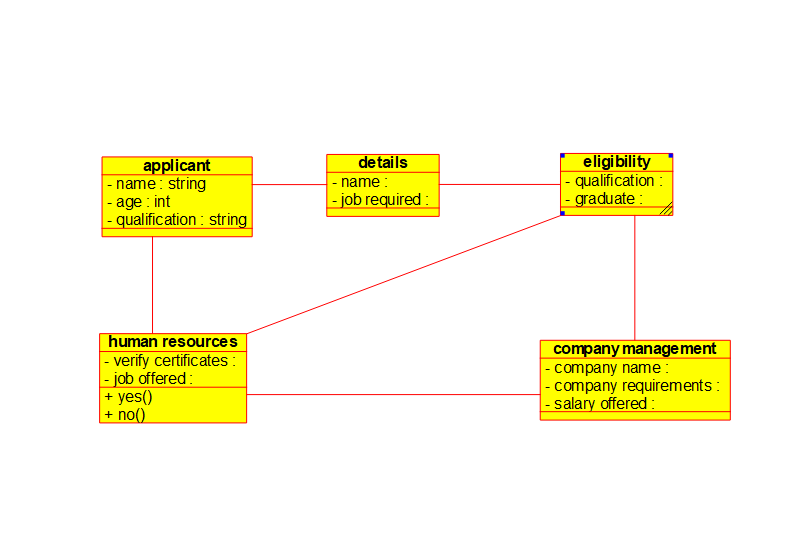 applicant
- name : string
- age : int
- qualification : string
details
- name :
- job required :
eligibility
- qualification :
- graduate :
human resources
- verify certificates :
- job offered :
+ yes()
+ no()
company management
- company name :
- company requirements :
- salary offered :